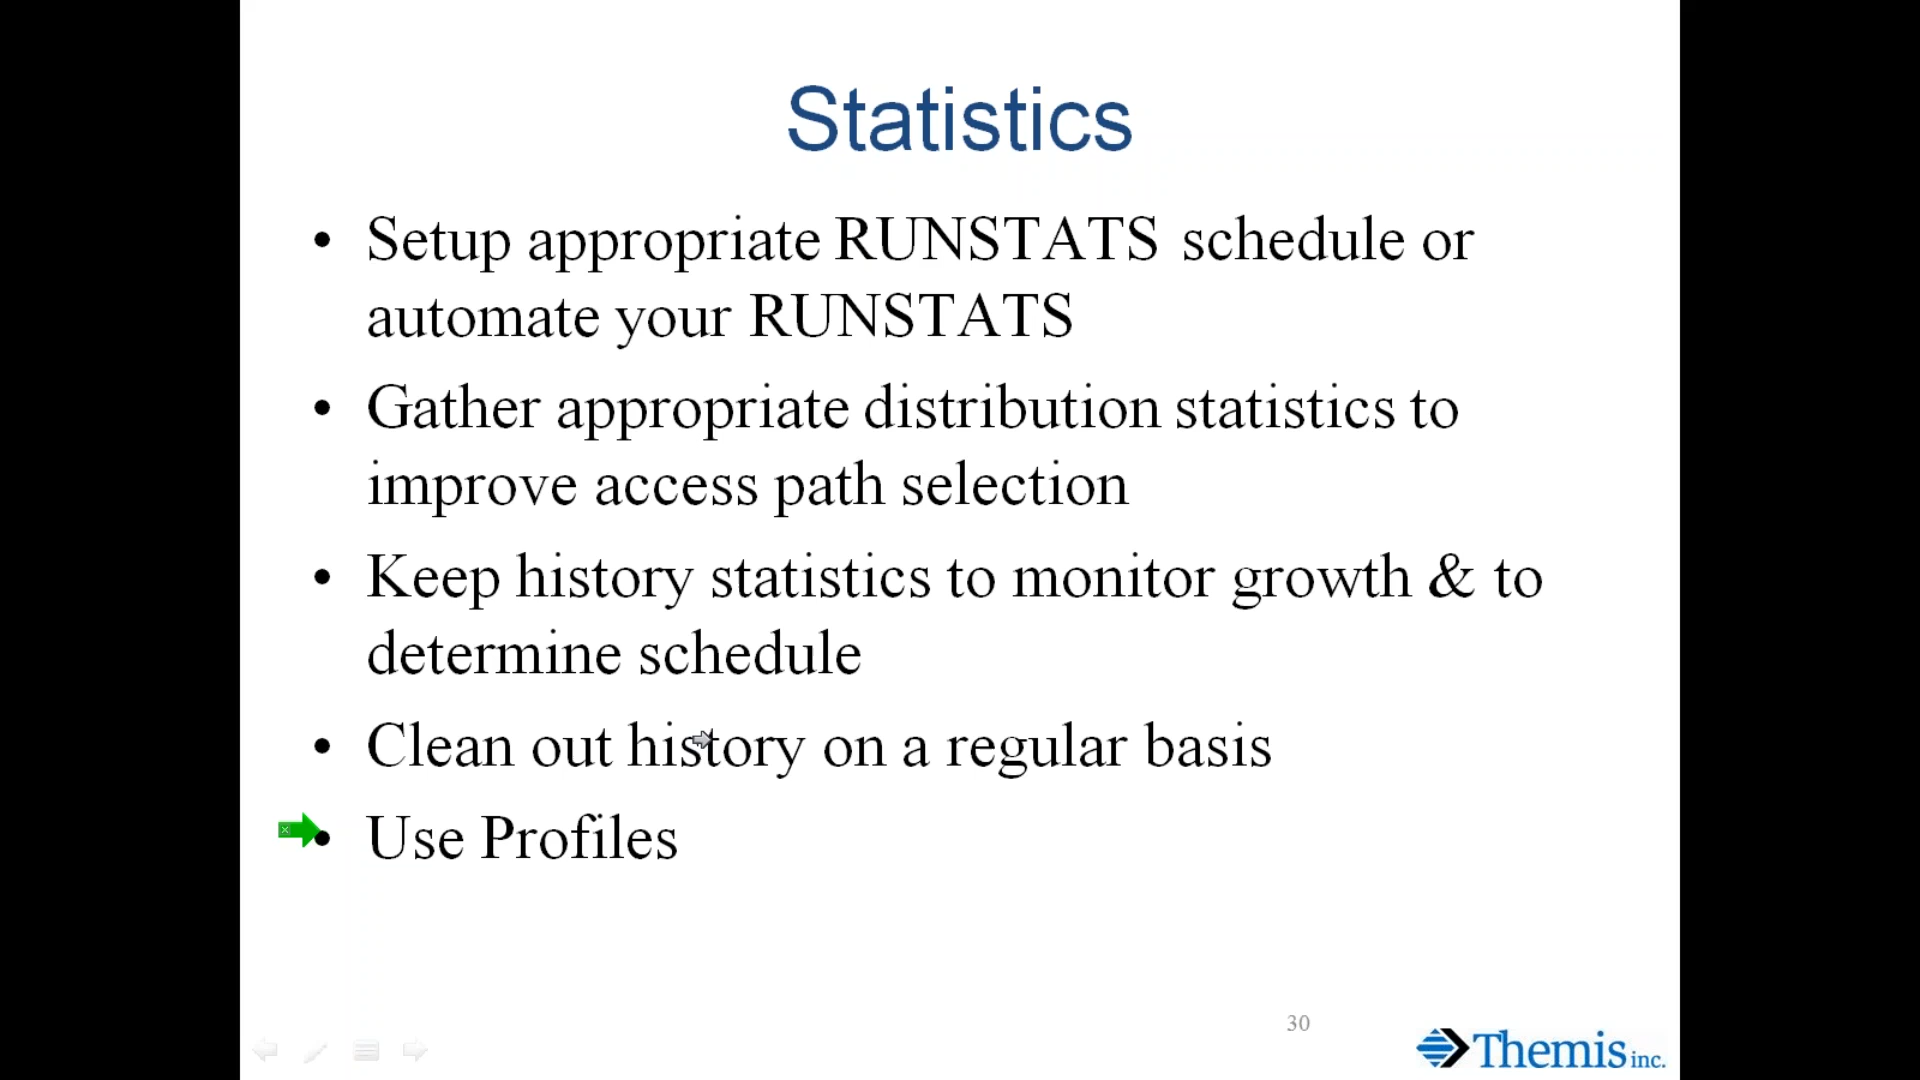 Statistics
• Setup appropriate RUNSTATS schedule or
automate your RUNSTATS
• Gather appropriate distribution statistics to
improve access path selection
• Keep history statistics to monitor growth & to
determine schedule
• Clean out history on a regular basis
• Use Profiles
30
Themis inc.